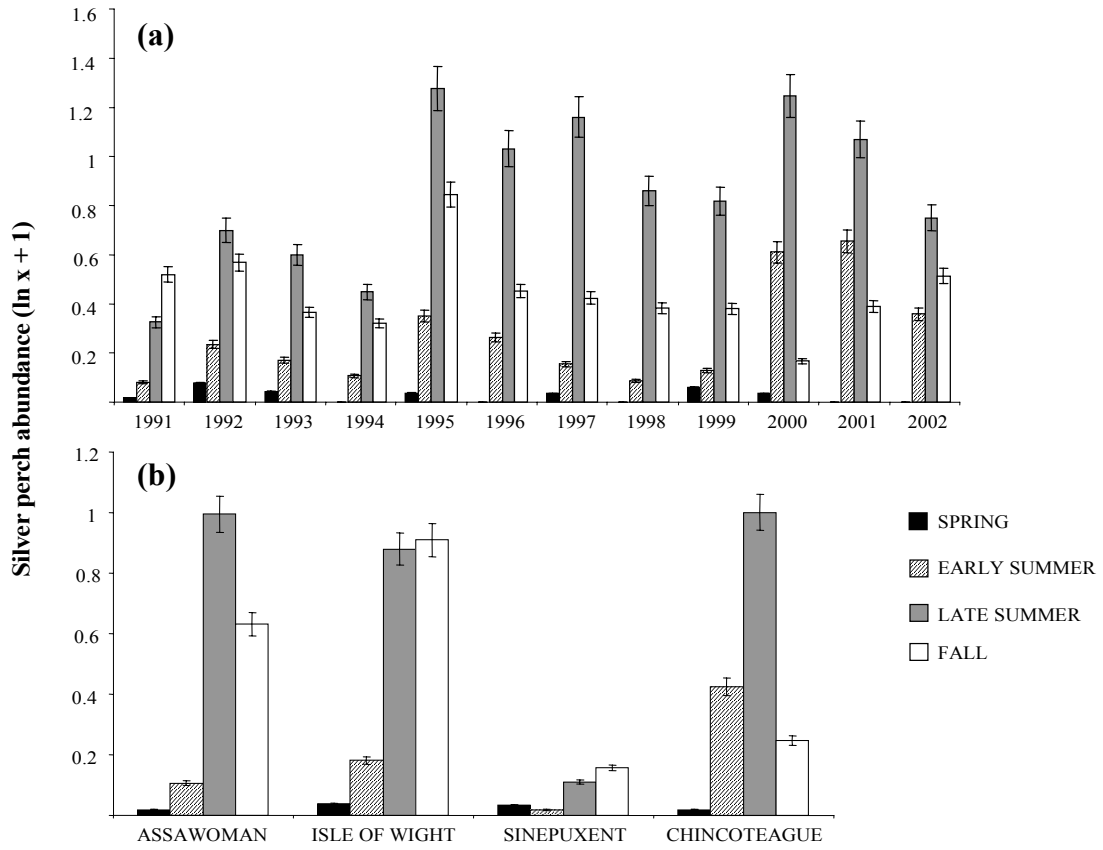 Silver perch abundance (ln x + 1)
(a)
1.6
1.4
1.2
1
0.8
0.6
0.4
0.2
1991 1992 1993 1994 1995 1996 1997 1998 1999 2000 2001 2002
(b)
1.2
1
0.8
0.6
0.4
0.2
ASSAWOMAN ISLE OF WIGHT SINEPUXENT CHINCOTEAGUE
SPRING
EARLY SUMMER
LATE SUMMER
FALL